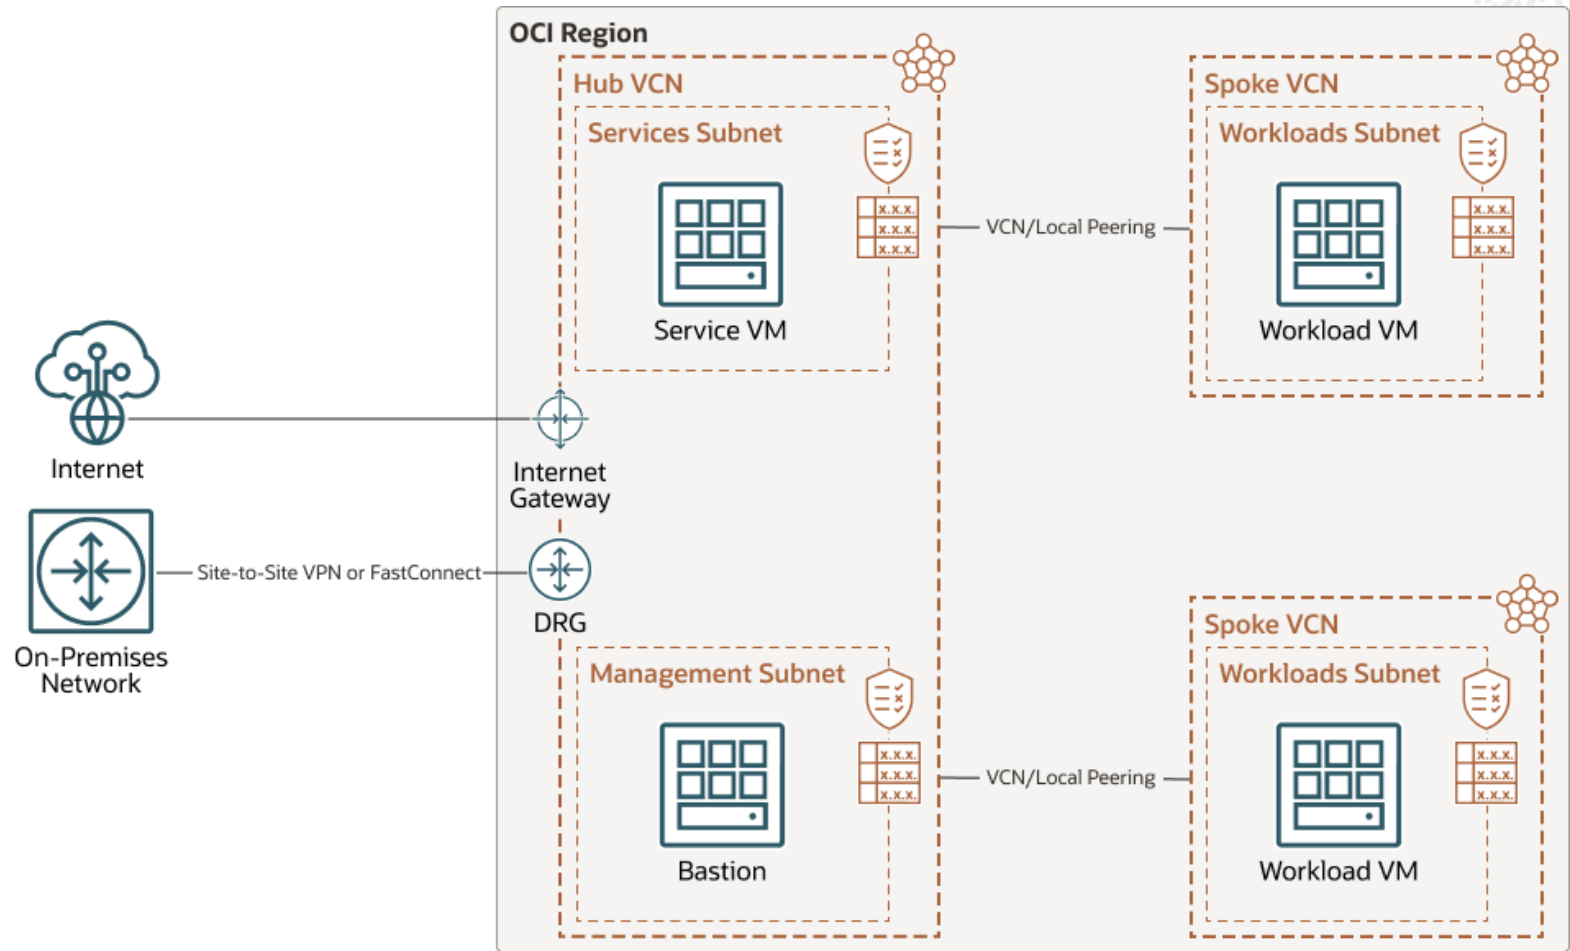 OCI Region
Hub VCN
Services Subnet
x.x.x.
x.x.x.
x.x.x.
Service VM
VCN/Local Peering
Spoke VCN
Workloads Subnet
x.x.x.
x.x.x.
x.x.x.
Workload VM
Internet
Internet
Gateway
On-Premises
Network
Site-to-Site VPN or FastConnect
DRG
Management Subnet
x.x.x.
x.x.x.
x.x.x.
Bastion
VCN/Local Peering
Spoke VCN
Workloads Subnet
x.x.x.
x.x.x.
x.x.x.
Workload VM